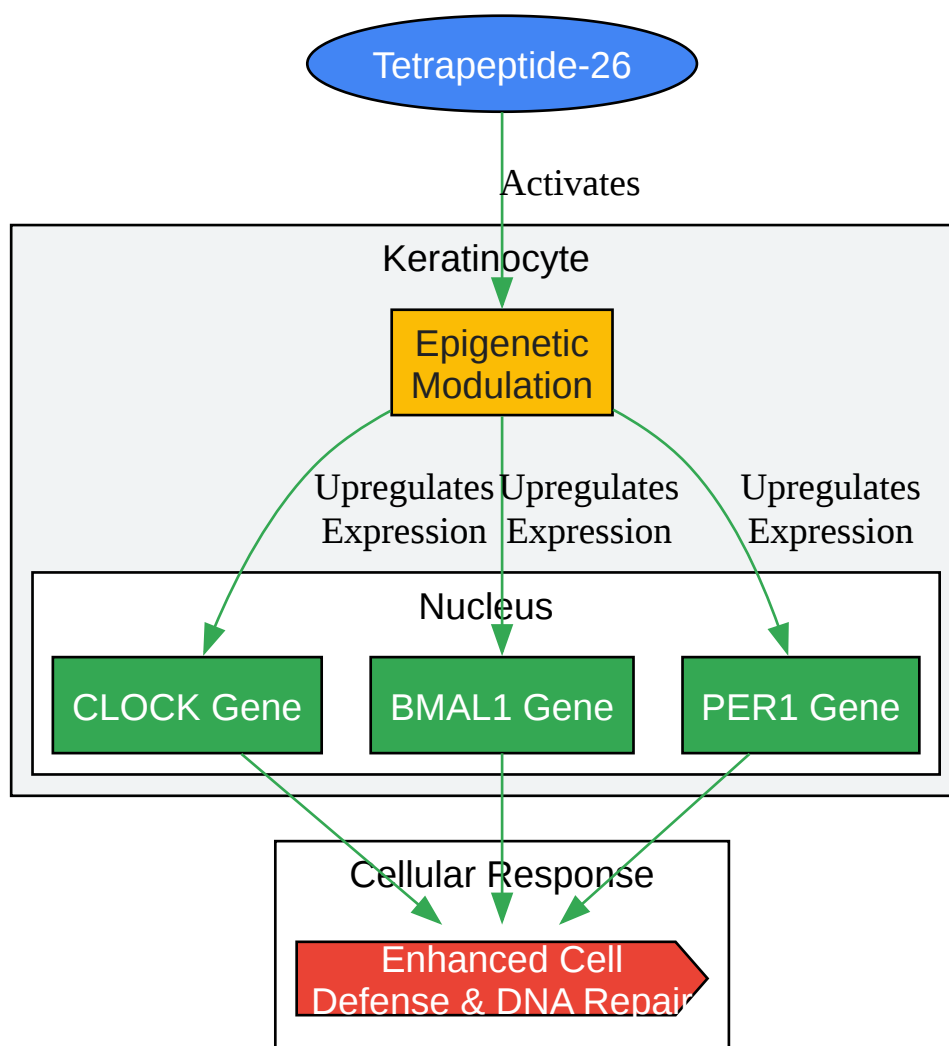 Tetrapeptide-26
Activates
Keratinocyte
Epigenetic
Modulation
Upregulates
Expression
Upregulates
Expression
Upregulates
Expression
Nucleus
CLOCK Gene
BMAL1 Gene
PER1 Gene
Cellular Response
Enhanced Cell
Defense & DNA Repair